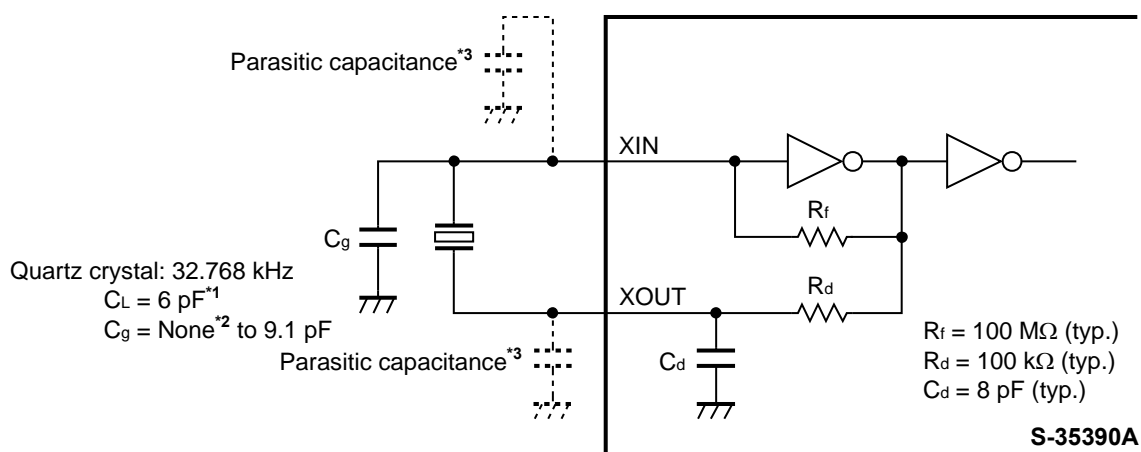 Parasitic capacitance*3
XIN
Rf
Cg
Quartz crystal: 32.768 kHz
CL = 6 pF*1
Cg = None*2 to 9.1 pF
XOUT
Rd
Parasitic capacitance*3
Cd
Rf = 100 MΩ (typ.)
Rd = 100 kΩ (typ.)
Cd = 8 pF (typ.)
S-35390A